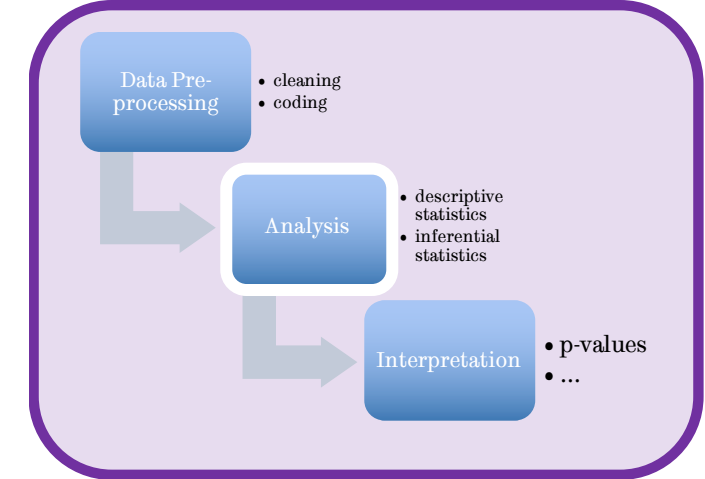 Data Pre-
processing
• cleaning
• coding
Analysis
• descriptive
statistics
• inferential
statistics
Interpretation
• p-values
• ...